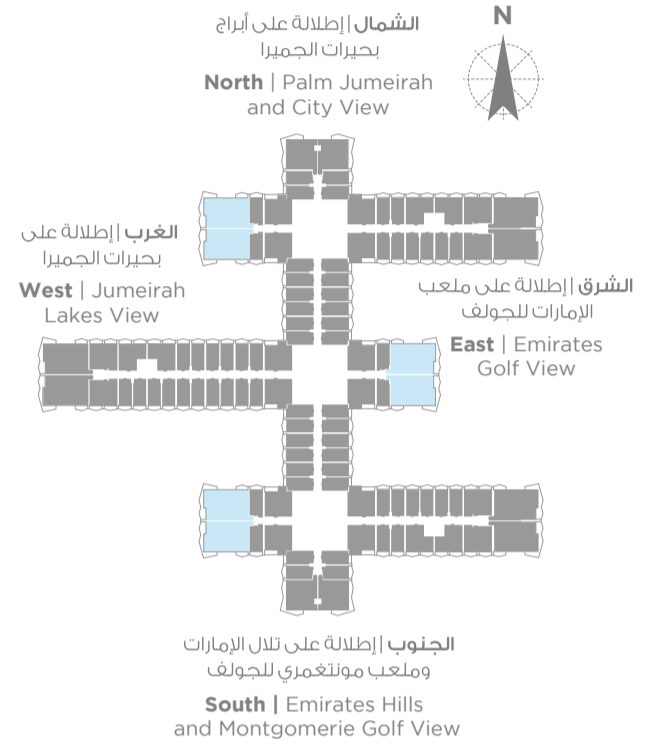 الشمال | إطلالة على أبراج
بحيرات الجميرا
North | Palm Jumeirah
and City View
N
الغرب | إطلالة على
بحيرات الجميرا
West | Jumeirah
Lakes View
الشرق | إطلالة على ملعب
الإمارات للجولف
East | Emirates
Golf View
الجنوب | إطلالة على تلال الإمارات
وملعب مونتغمري للجولف
South | Emirates Hills
and Montgomerie Golf View